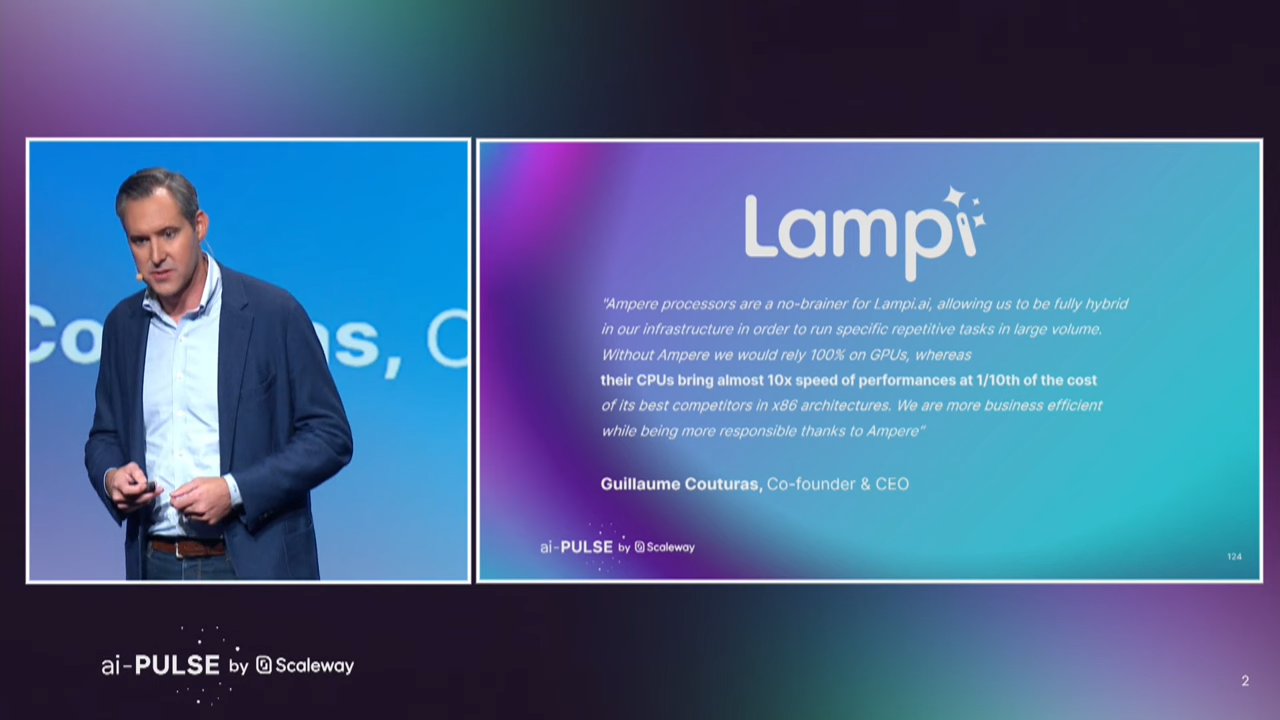 Co
as, C
Lampi
"Ampere processors are a no-brainer for Lampi.ai, allowing us to be fully hybrid
in our infrastructure in order to run specific repetitive tasks in large volume.
Without Ampere we would rely 100% on GPUs, whereas
their CPUs bring almost 10x speed of performances at 1/10th of the cost
of its best competitors in x86 architectures. We are more business efficient
while being more responsible thanks to Ampere"
Guillaume Couturas, Co-founder & CEO
ai-PULSE by Scaleway
124
ai-PULSE by Scaleway
2